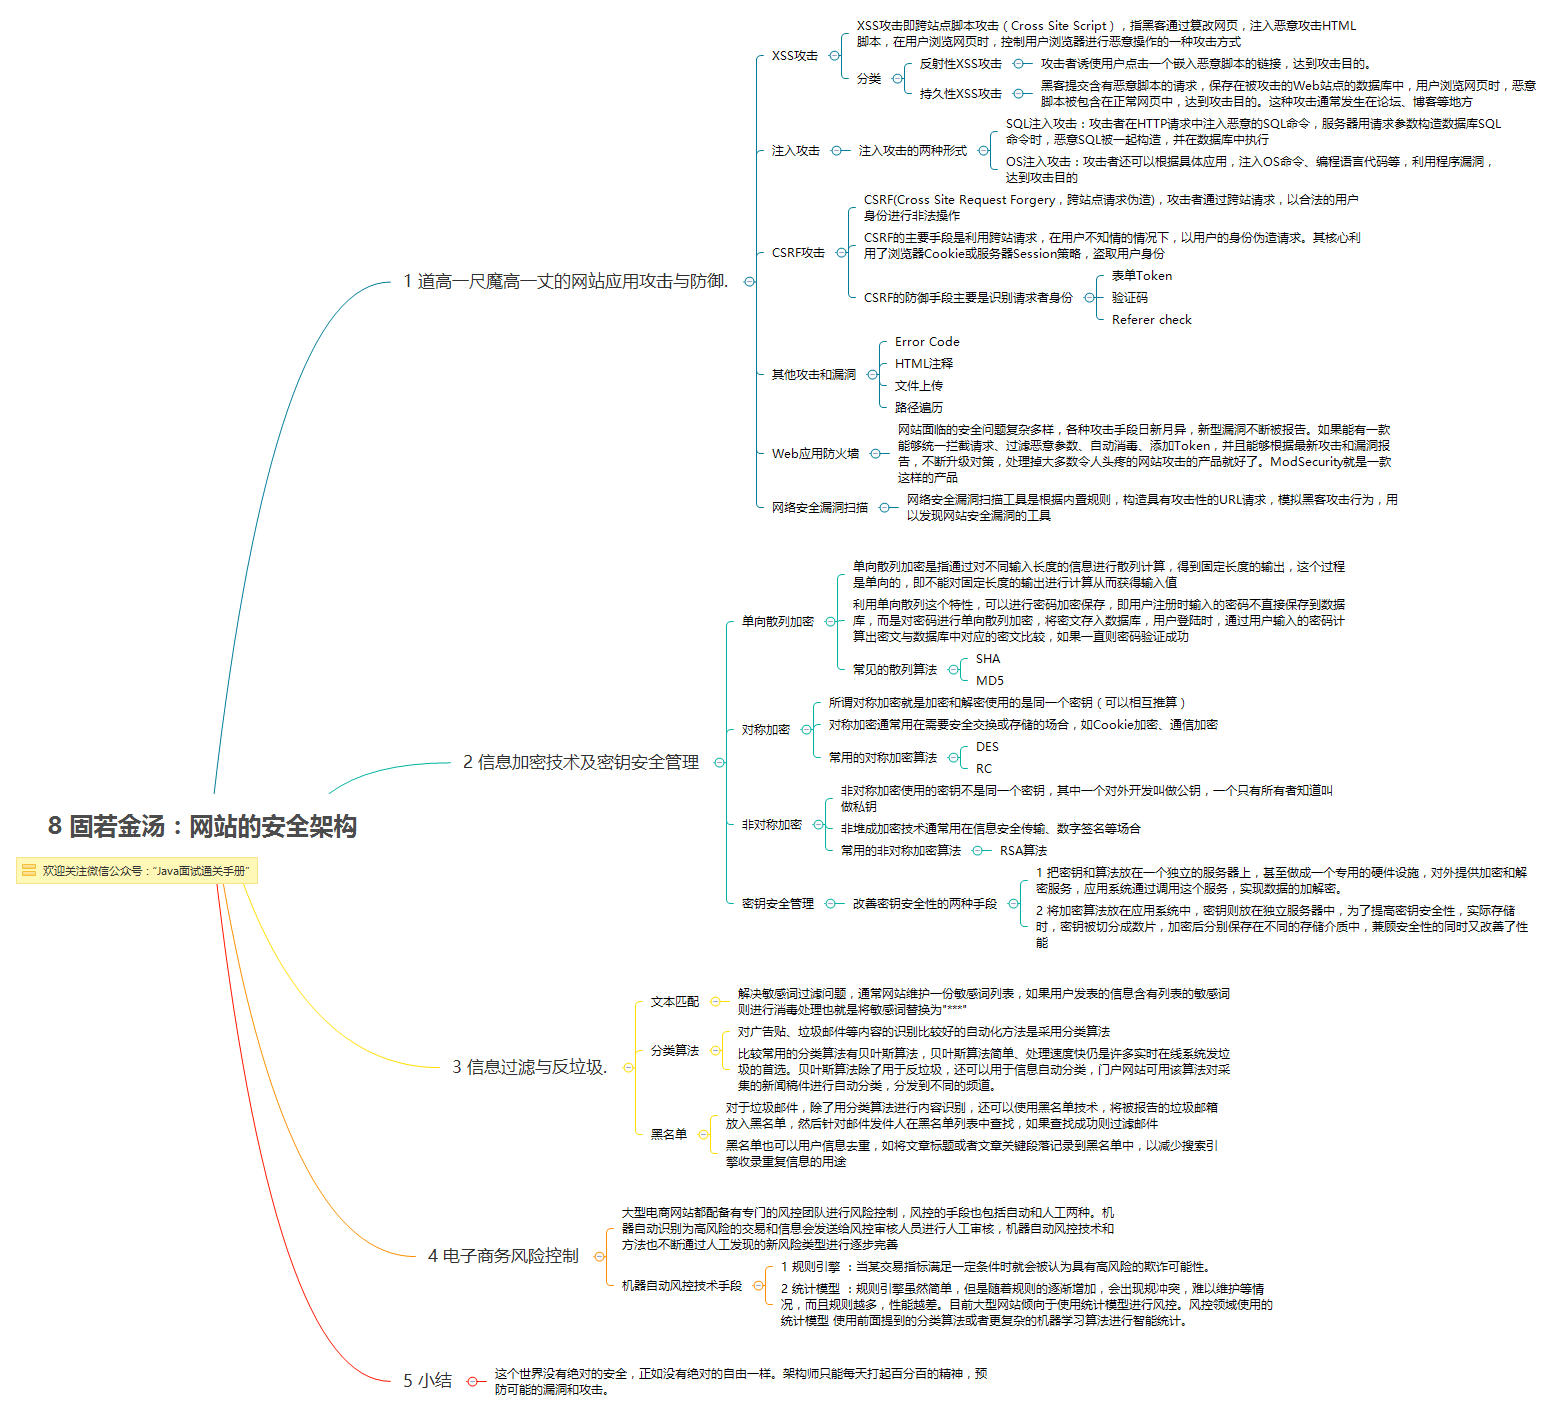 8 固若金汤：网站的安全架构
欢迎关注微信公众号："Java面试通关手册"
1 道高一尺魔高一丈的网站应用攻击与防御.
XSS攻击
XSS攻击即跨站点脚本攻击（Cross Site Script），指黑客通过篡改网页，注入恶意攻击HTML
脚本，在用户浏览网页时，控制用户浏览器进行恶意操作的一种攻击方式
分类
反射性XSS攻击
攻击者诱使用户点击一个嵌入恶意脚本的链接，达到攻击目的。
持久性XSS攻击
黑客提交含有恶意脚本的请求，保存在被攻击的Web站点的数据库中，用户浏览网页时，恶意
脚本被包含在正常网页中，达到攻击目的。这种攻击通常发生在论坛、博客等地方
注入攻击
注入攻击的两种形式
SQL注入攻击：攻击者在HTTP请求中注入恶意的SQL命令，服务器用请求参数构造数据库SQL
命令时，恶意SQL被一起构造，并在数据库中执行
OS注入攻击：攻击者还可以根据具体应用，注入OS命令、编程语言代码等，利用程序漏洞，
达到攻击目的
CSRF攻击
CSRF(Cross Site Request Forgery，跨站点请求伪造)，攻击者通过跨站请求，以合法的用户
身份进行非法操作
CSRF的主要手段是利用跨站请求，在用户不知情的情况下，以用户的身份伪造请求。其核心利
用了浏览器Cookie或服务器Session策略，盗取用户身份
CSRF的防御手段主要是识别请求者身份
表单Token
验证码
Referer check
其他攻击和漏洞
Error Code
HTML注释
文件上传
路径遍历
Web应用防火墙
网站面临的安全问题复杂多样，各种攻击手段日新月异，新型漏洞不断被报告。如果能有一款
能够统一拦截请求、过滤恶意参数、自动消毒、添加Token，并且能够根据最新攻击和漏洞报
告，不断升级对策，处理掉大多数令人头疼的网站攻击的产品就好了。ModSecurity就是一款
这样的产品
网络安全漏洞扫描
网络安全漏洞扫描工具是根据内置规则，构造具有攻击性的URL请求，模拟黑客攻击行为，用
以发现网站安全漏洞的工具
2 信息加密技术及密钥安全管理
单向散列加密
单向散列加密是指通过对不同输入长度的信息进行散列计算，得到固定长度的输出，这个过程
是单向的，即不能对固定长度的输出进行计算从而获得输入值
利用单向散列这个特性，可以进行密码加密保存，即用户注册时输入的密码不直接保存到数据
库，而是对密码进行单向散列加密，将密文存入数据库，用户登陆时，通过用户输入的密码计
算出密文与数据库中对应的密文比较，如果一直则密码验证成功
常见的散列算法
SHA
MD5
对称加密
所谓对称加密就是加密和解密使用的是同一个密钥（可以相互推算）
对称加密通常用在需要安全交换或存储的场合，如Cookie加密、通信加密
常用的对称加密算法
DES
RC
非对称加密
非对称加密使用的密钥不是同一个密钥，其中一个对外开发叫做公钥，一个只有所有者知道叫
做私钥
非堆成加密技术通常用在信息安全传输、数字签名等场合
常用的非对称加密算法
RSA算法
密钥安全管理
改善密钥安全性的两种手段
1 把密钥和算法放在一个独立的服务器上，甚至做成一个专用的硬件设施，对外提供加密和解
密服务，应用系统通过调用这个服务，实现数据的加解密。
2 将加密算法放在应用系统中，密钥则放在独立服务器中，为了提高密钥安全性，实际存储
时，密钥被切分成数片，加密后分别保存在不同的存储介质中，兼顾安全性的同时又改善了性
能
3 信息过滤与反垃圾.
文本匹配
解决敏感词过滤问题，通常网站维护一份敏感词列表，如果用户发表的信息含有列表的敏感词
则进行消毒处理也就是将敏感词替换为"***"
分类算法
对广告贴、垃圾邮件等内容的识别比较好的自动化方法是采用分类算法
比较常用的分类算法有贝叶斯算法，贝叶斯算法简单、处理速度快仍是许多实时在线系统发垃
圾的首选。贝叶斯算法除了用于反垃圾，还可以用于信息自动分类，门户网站可用该算法对采
集的新闻稿件进行自动分类，分发到不同的频道。
黑名单
对于垃圾邮件，除了用分类算法进行内容识别，还可以使用黑名单技术，将被报告的垃圾邮箱
放入黑名单，然后针对邮件发件人在黑名单列表中查找，如果查找成功则过滤邮件
黑名单也可以用户信息去重，如将文章标题或者文章关键段落记录到黑名单中，以减少搜索引
擎收录重复信息的用途
4 电子商务风险控制
大型电商网站都配备有专门的风控团队进行风险控制，风控的手段也包括自动和人工两种。机
器自动识别为高风险的交易和信息会发送给风控审核人员进行人工审核，机器自动风控技术和
方法也不断通过人工发现的新风险类型进行逐步完善
机器自动风控技术手段
1 规则引擎 ：当某交易指标满足一定条件时就会被认为具有高风险的欺诈可能性。
2 统计模型 ：规则引擎虽然简单，但是随着规则的逐渐增加，会出现规冲突，难以维护等情
况，而且规则越多，性能越差。目前大型网站倾向于使用统计模型进行风控。风控领域使用的
统计模型 使用前面提到的分类算法或者更复杂的机器学习算法进行智能统计。
5 小结
这个世界没有绝对的安全，正如没有绝对的自由一样。架构师只能每天打起百分百的精神，预
防可能的漏洞和攻击。